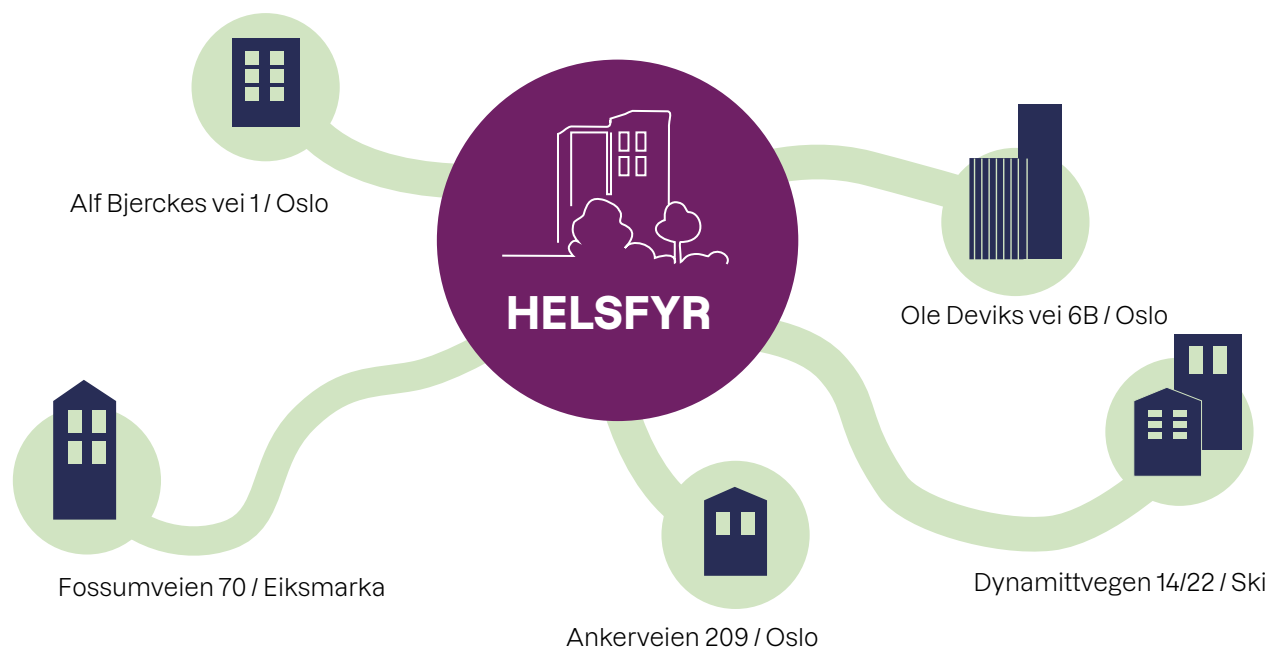 Alf Bjerckes vei 1 / Oslo
HELSFYR
Ole Deviks vei 6B / Oslo
Fossumveien 70 / Eiksmarka
Dynamittvegen 14/22 / Ski
Ankerveien 209 / Oslo